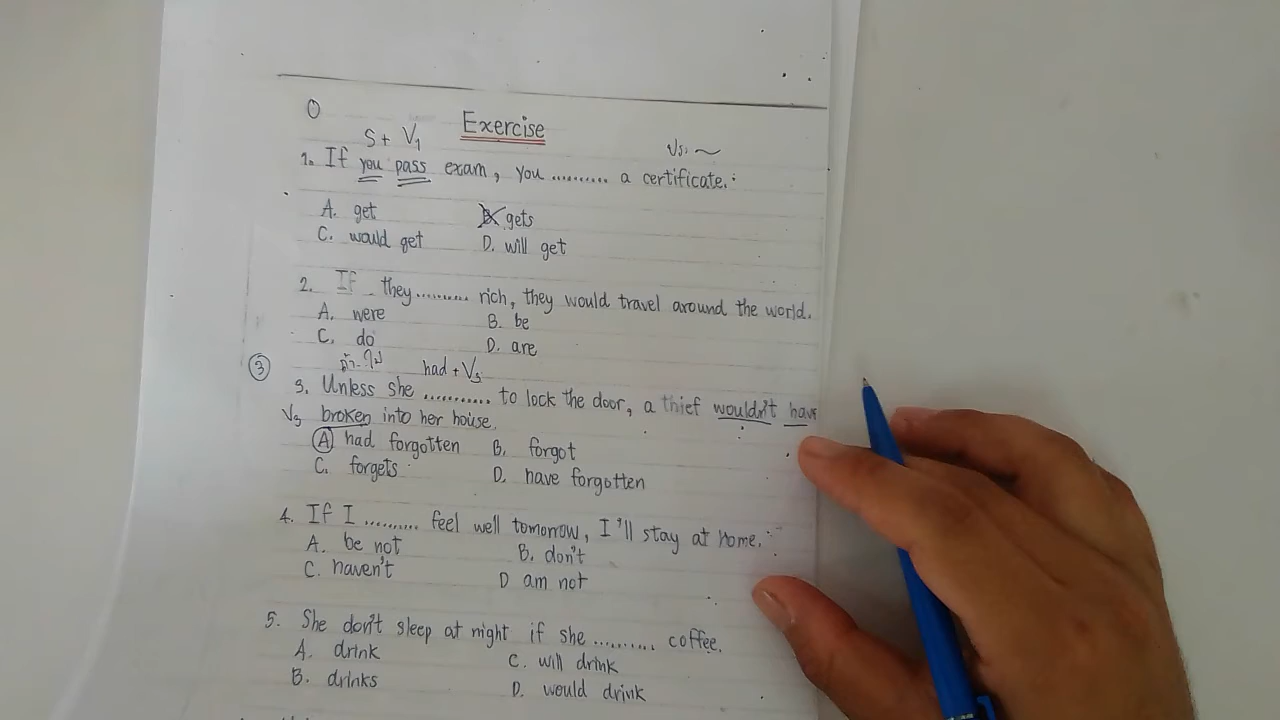 0
Exercise
S + V1
1. If you pass exam, you .......... a certificate.
A. get B. gets
C. would get D. will get
2. If they .......... rich, they would travel around the world.
A. were B. be
C. do D. are
3
had + V3
3. Unless she ........... to lock the door, a thief wouldn't have
V3 broken into her house.
A had forgotten B. forgot
C. forgets D. have forgotten
4. If I .......... feel well tomorrow, I'll stay at home.
A. be not B. don't
C. haven't D am not
5. She don't sleep at night if she .......... coffee.
A. drink C. will drink
B. drinks D. would drink